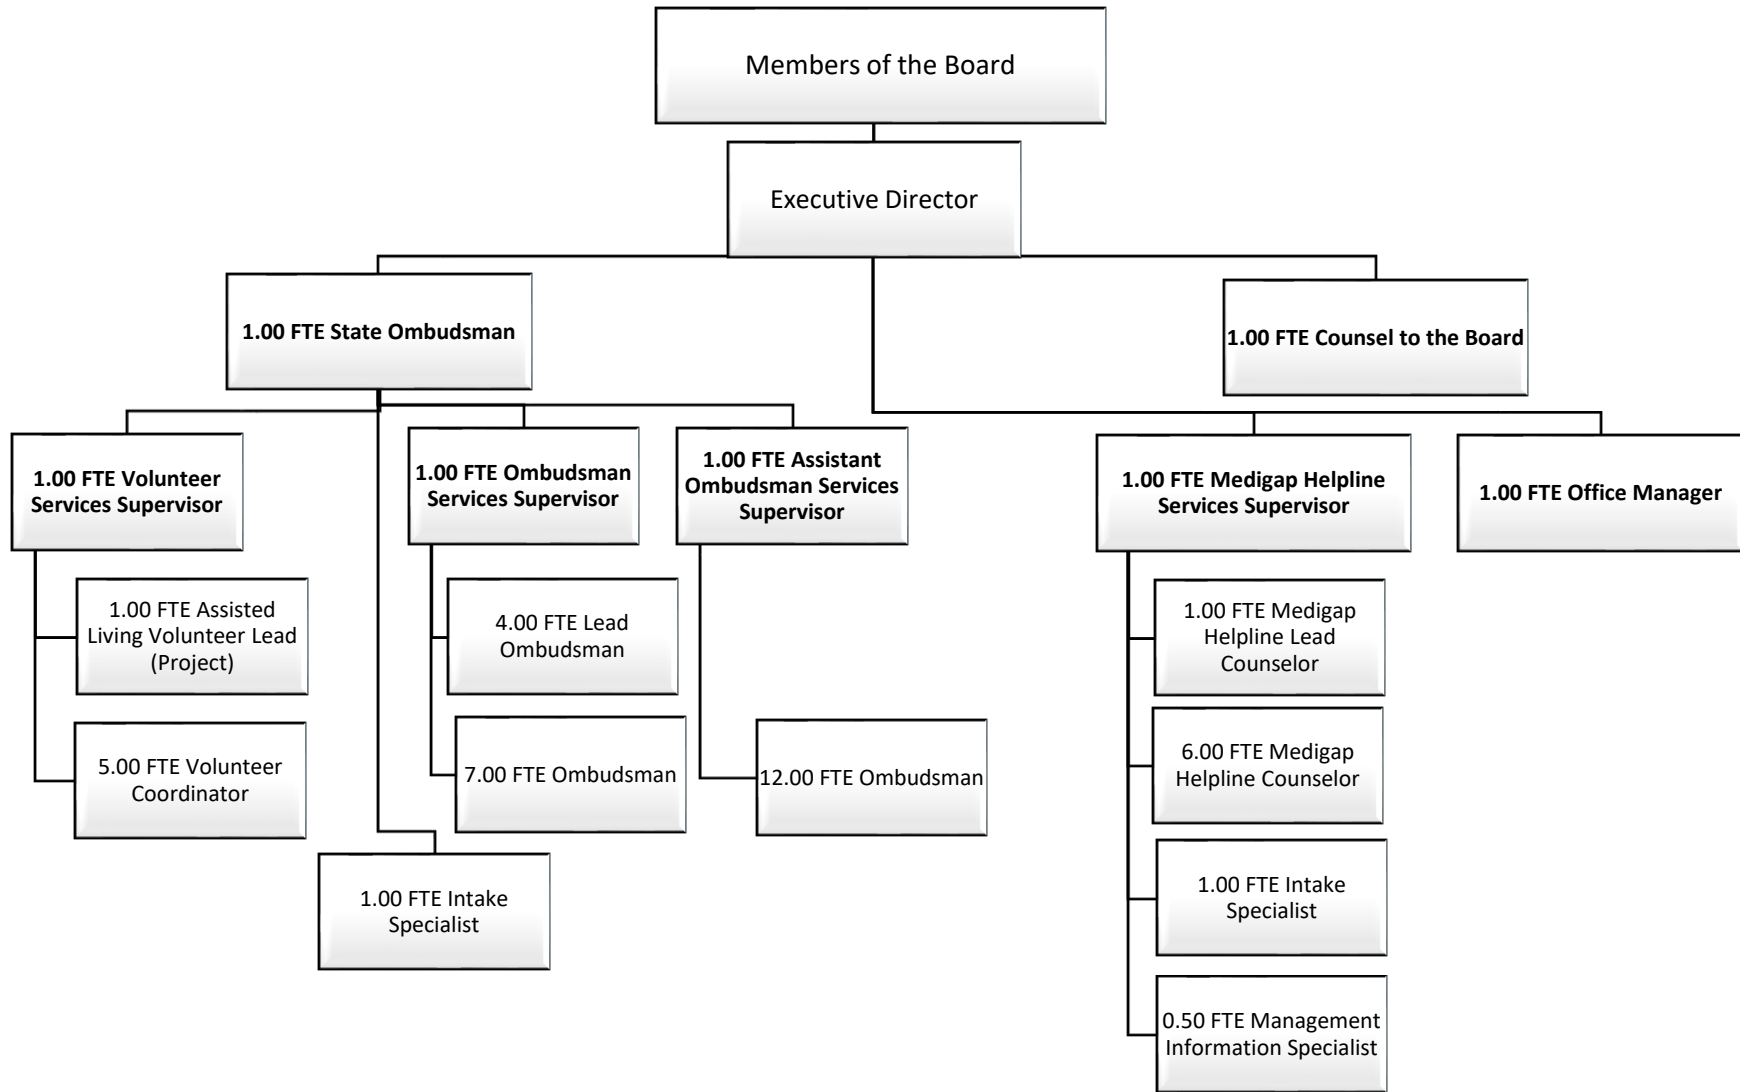 Members of the Board
Executive Director
1.00 FTE State Ombudsman
1.00 FTE Counsel to the Board
1.00 FTE Volunteer
Services Supervisor
1.00 FTE Ombudsman
Services Supervisor
1.00 FTE Assistant
Ombudsman Services
Supervisor
1.00 FTE Medigap Helpline
Services Supervisor
1.00 FTE Office Manager
1.00 FTE Assisted
Living Volunteer Lead
(Project)
5.00 FTE Volunteer
Coordinator
4.00 FTE Lead
Ombudsman
7.00 FTE Ombudsman
12.00 FTE Ombudsman
1.00 FTE Intake
Specialist
1.00 FTE Medigap
Helpline Lead
Counselor
6.00 FTE Medigap
Helpline Counselor
1.00 FTE Intake
Specialist
0.50 FTE Management
Information Specialist